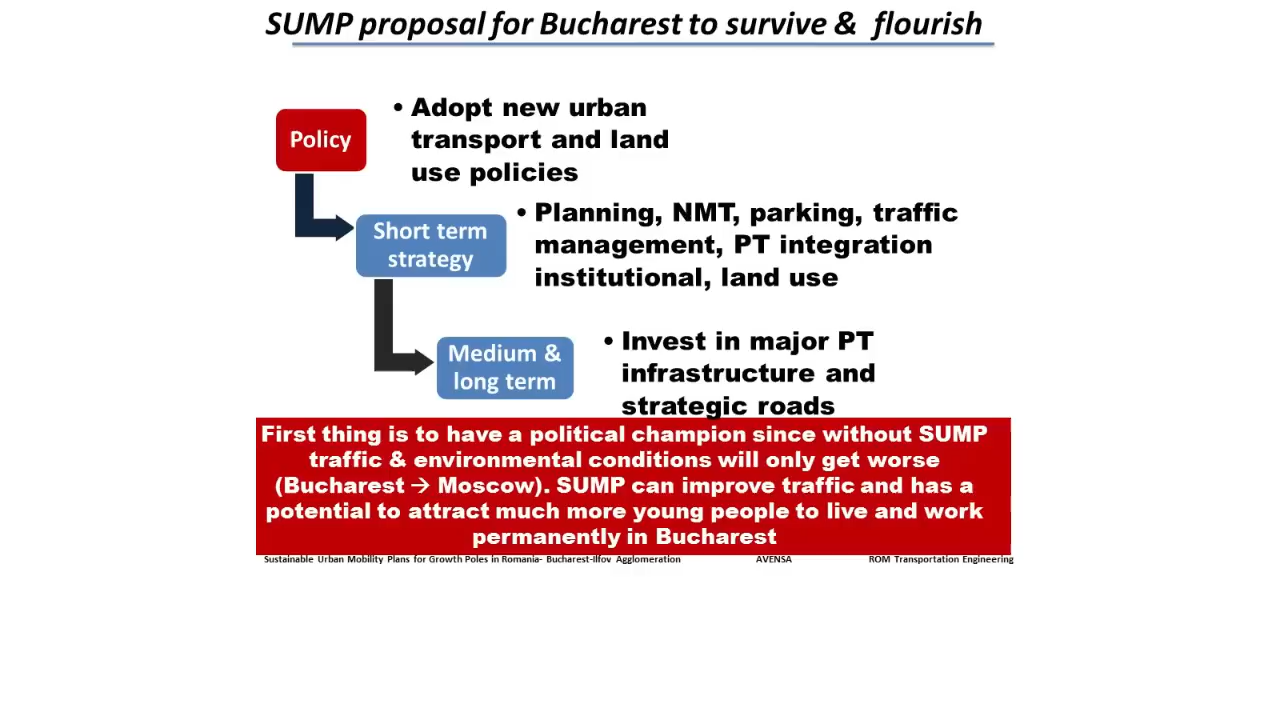 SUMP proposal for Bucharest to survive & flourish
Policy
• Adopt new urban
transport and land
use policies
Short term
strategy
• Planning, NMT, parking, traffic
management, PT integration
institutional, land use
Medium &
long term
• Invest in major PT
infrastructure and
strategic roads
First thing is to have a political champion since without SUMP
traffic & environmental conditions will only get worse
(Bucharest → Moscow). SUMP can improve traffic and has a
potential to attract much more young people to live and work
permanently in Bucharest
Sustainable Urban Mobility Plans for Growth Poles in Romania- Bucharest-Ilfov Agglomeration AVENSA ROM Transportation Engineering